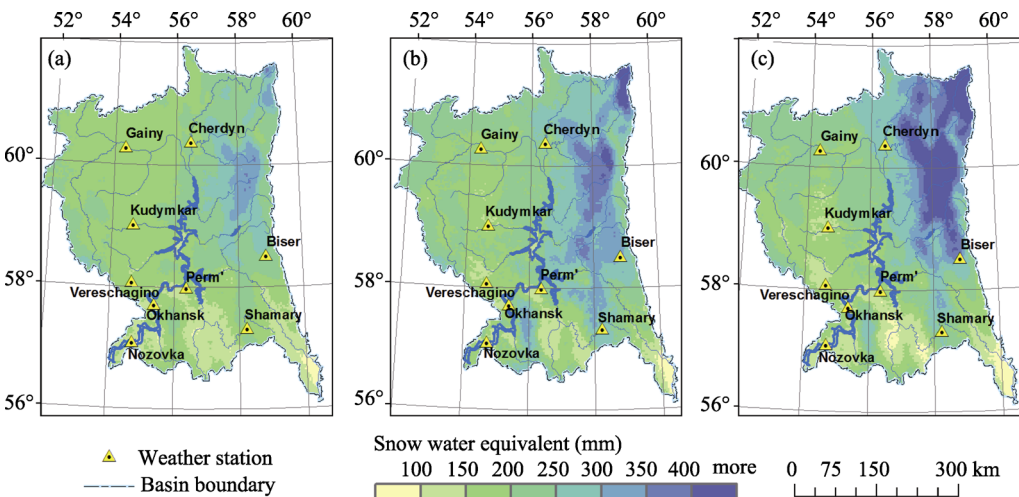 52° 54° 56° 58° 60° 52° 54° 56° 58° 60° 52° 54° 56° 58° 60°
(a) (b) (c)
Gainy Cherdyn Gainy Cherdyn Gainy Cherdyn
60° 60° 60°
Kudymkar Kudymkar Kudymkar
Biser Biser Biser
58° 58° 58°
Perm' Perm' Perm'
Vereschagino Vereschagino Vereschagino
Okhansk Shamary Okhansk Shamary Okhansk Shamary
Nozovka Nozovka Nozovka
56° 56° 56°
Snow water equivalent (mm)
Weather station
100 150 200 250 300 350 400 more
0 75 150 300 km
Basin boundary